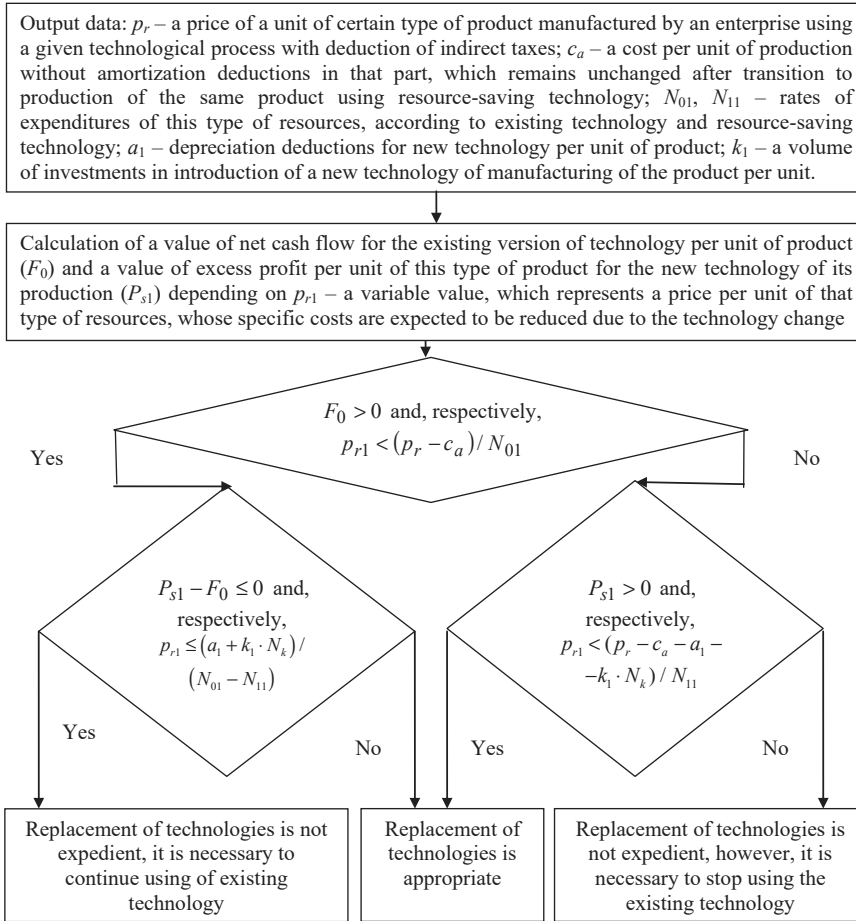 Output data: pᵣ – a price of a unit of certain type of product manufactured by an enterprise using
a given technological process with deduction of indirect taxes; cₐ – a cost per unit of production
without amortization deductions in that part, which remains unchanged after transition to
production of the same product using resource-saving technology; N₀₁, N₁₁ – rates of
expenditures of this type of resources, according to existing technology and resource-saving
technology; a₁ – depreciation deductions for new technology per unit of product; k₁ – a volume
of investments in introduction of a new technology of manufacturing of the product per unit.
Calculation of a value of net cash flow for the existing version of technology per unit of product
(F₀) and a value of excess profit per unit of this type of product for the new technology of its
production (Pₛ₁) depending on pᵣ₁ – a variable value, which represents a price per unit of that
type of resources, whose specific costs are expected to be reduced due to the technology change
F₀ > 0 and, respectively,
pᵣ₁ < (pᵣ − cₐ) / N₀₁
Yes
No
Pₛ₁ − F₀ ≤ 0 and,
respectively,
pᵣ₁ ≤ (a₁ + k₁ · Nₖ) /
(N₀₁ − N₁₁)
Yes
No
Pₛ₁ > 0 and,
respectively,
pᵣ₁ < (pᵣ − cₐ − a₁ −
−k₁ · Nₖ) / N₁₁
Yes
No
Replacement of technologies is not
expedient, it is necessary to
continue using of existing
technology
Replacement of
technologies is
appropriate
Replacement of technologies is
not expedient, however, it is
necessary to stop using the
existing technology